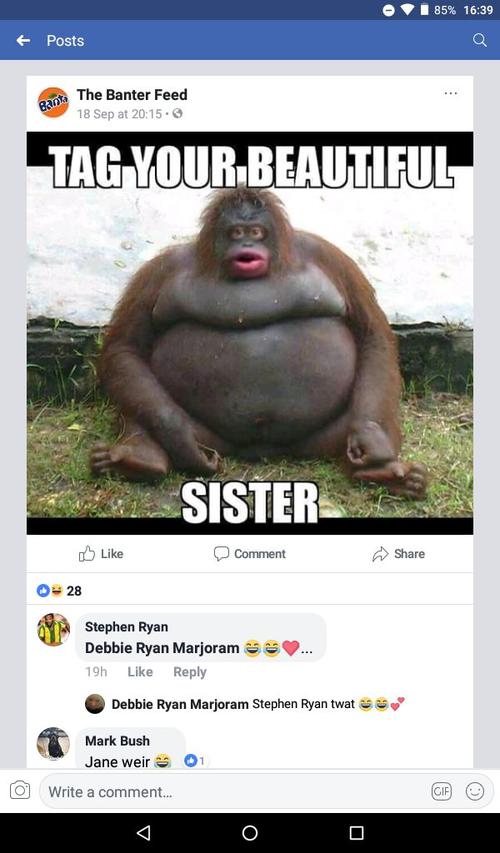 85% 16:39
Posts
Banter
The Banter Feed
18 Sep at 20:15 •
TAG YOUR BEAUTIFUL
SISTER
Like Comment Share
28
Stephen Ryan
Debbie Ryan Marjoram 😂😂❤️...
19h Like Reply
Debbie Ryan Marjoram Stephen Ryan twat 😂😂💕
Mark Bush
Jane weir 😂 1
Write a comment... GIF